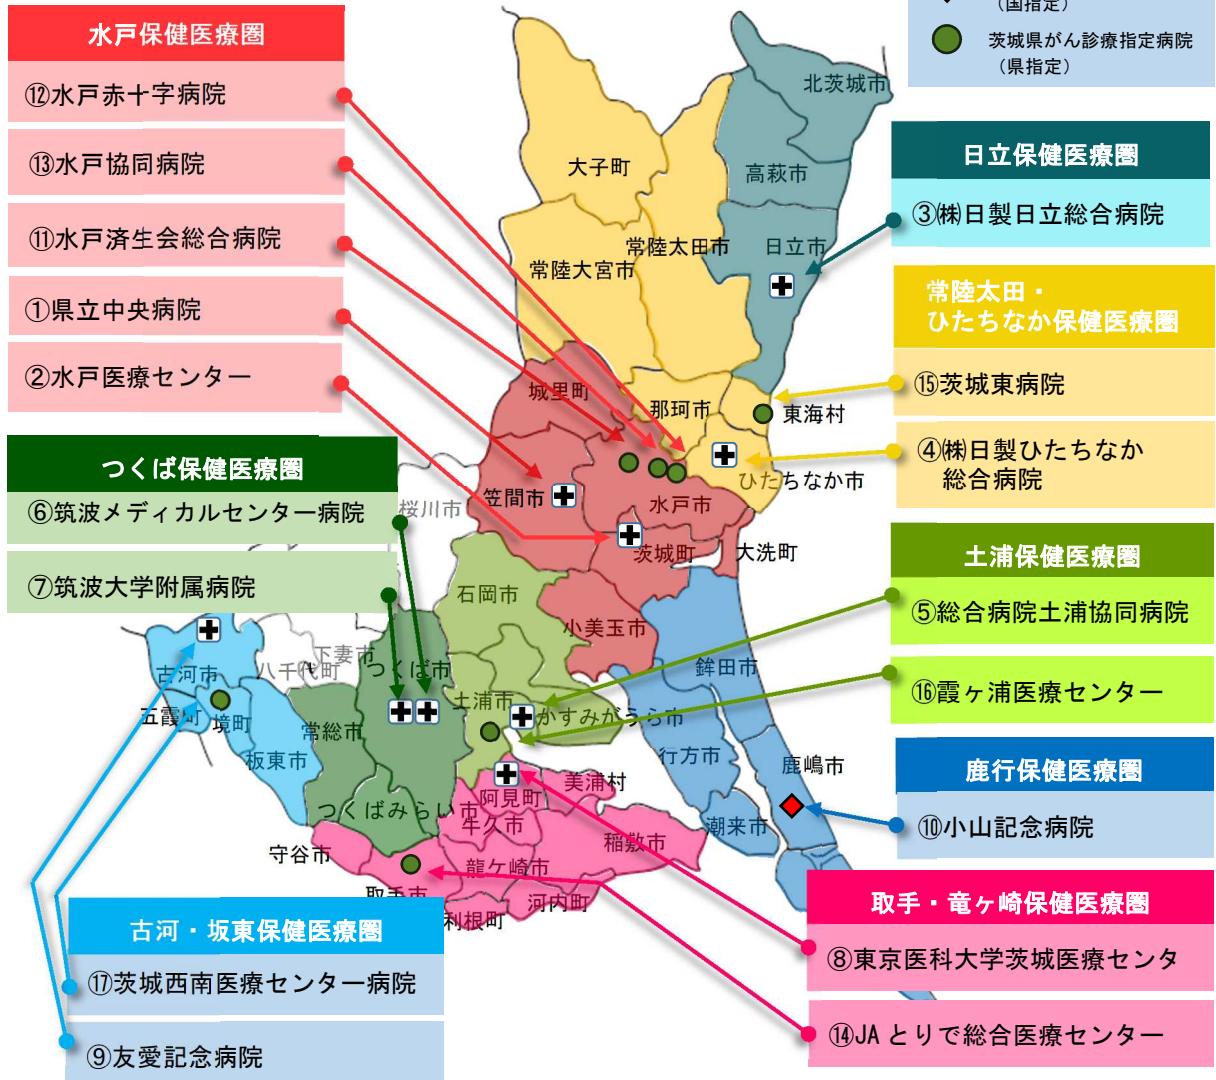 （国指定）
茨城県がん診療指定病院
（県指定）
水戸保健医療圏
⑫水戸赤十字病院
⑬水戸協同病院
⑪水戸済生会総合病院
①県立中央病院
②水戸医療センター
つくば保健医療圏
⑥筑波メディカルセンター病院
⑦筑波大学附属病院
日立保健医療圏
③㈱日製日立総合病院
常陸太田・
ひたちなか保健医療圏
⑮茨城東病院
④㈱日製ひたちなか
総合病院
土浦保健医療圏
⑤総合病院土浦協同病院
⑯霞ヶ浦医療センター
鹿行保健医療圏
⑩小山記念病院
取手・竜ヶ崎保健医療圏
⑧東京医科大学茨城医療センタ
⑭JAとりで総合医療センター
古河・坂東保健医療圏
⑰茨城西南医療センター病院
⑨友愛記念病院
北茨城市
大子町
高萩市
常陸太田市
日立市
常陸大宮市
城里町
那珂市
東海村
ひたちなか市
笠間市
水戸市
桜川市
茨城町
大洗町
石岡市
小美玉市
下妻市
八千代町
つくば市
古河市
鉾田市
土浦市
かすみがうら市
五霞町
境町
常総市
坂東市
行方市
鹿嶋市
美浦村
阿見町
つくばみらい市
牛久市
潮来市
稲敷市
守谷市
龍ケ崎市
取手市
河内町
利根町